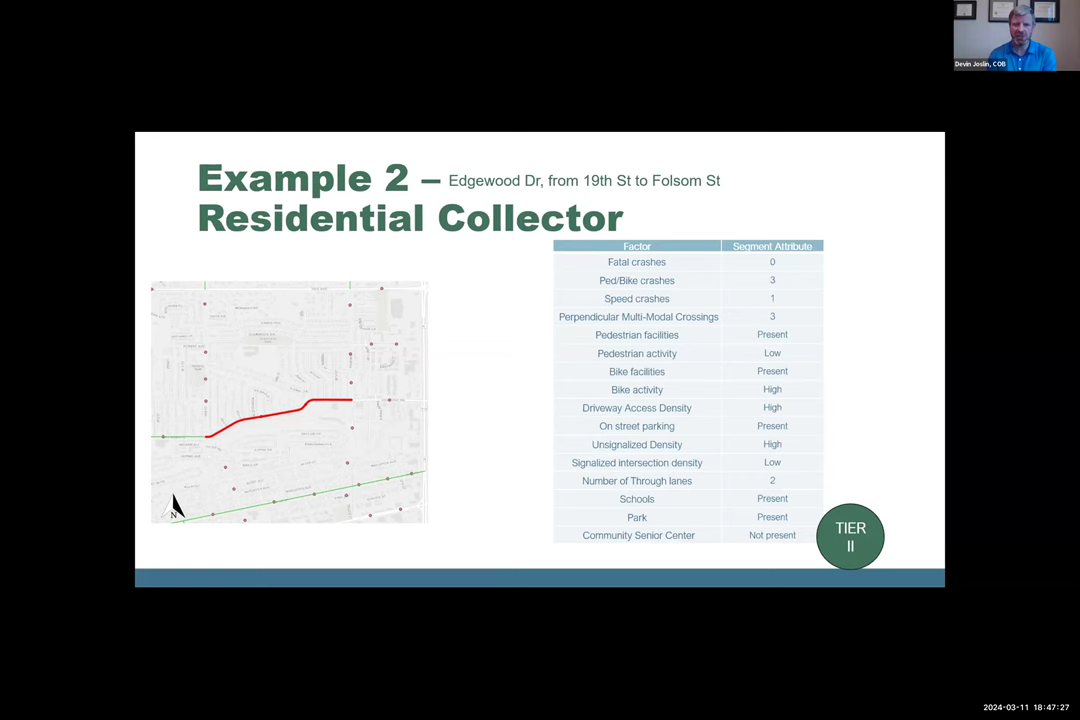 Devin Joslin, COB
Example 2 – Edgewood Dr, from 19th St to Folsom St
Residential Collector
Factor Segment Attribute
Fatal crashes 0
Ped/Bike crashes 3
Speed crashes 1
Perpendicular Multi-Modal Crossings 3
Pedestrian facilities Present
Pedestrian activity Low
Bike facilities Present
Bike activity High
Driveway Access Density High
On street parking Present
Unsignalized Density High
Signalized intersection density Low
Number of Through lanes 2
Schools Present
Park Present
Community Senior Center Not present
N
TIER
II
2024-03-11 18:47:27